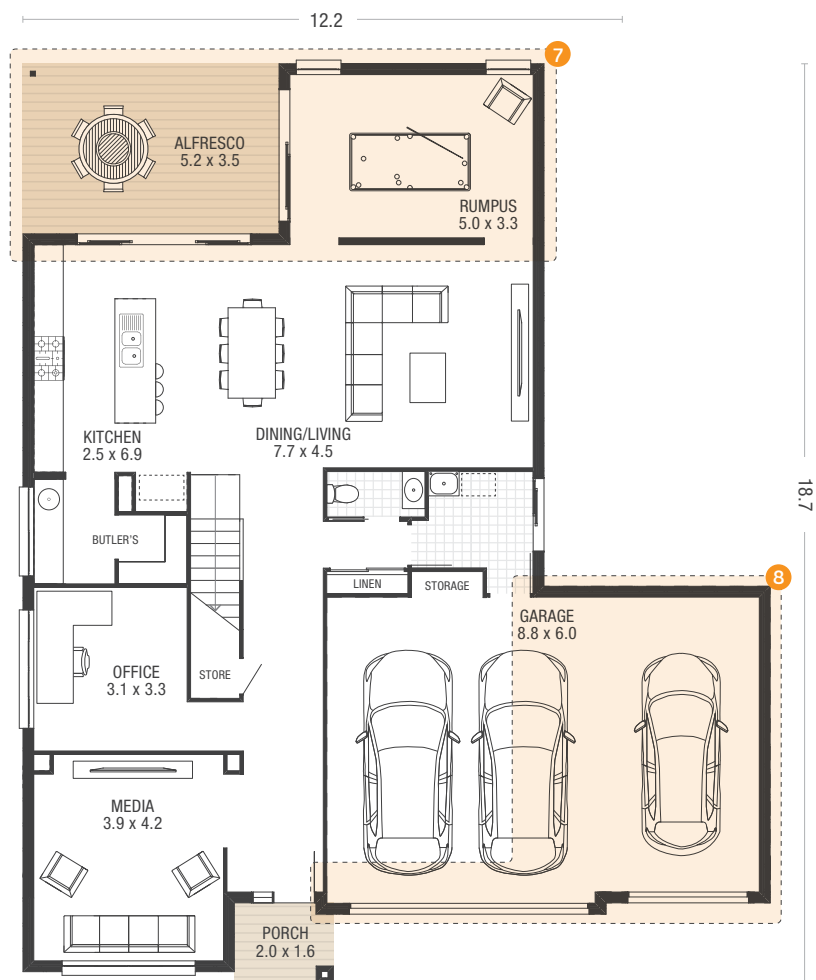 12.2
7
ALFRESCO
5.2 x 3.5
RUMPUS
5.0 x 3.3
18.7
KITCHEN
2.5 x 6.9
DINING/LIVING
7.7 x 4.5
BUTLER'S
LINEN
STORAGE
8
GARAGE
8.8 x 6.0
OFFICE
3.1 x 3.3
STORE
MEDIA
3.9 x 4.2
PORCH
2.0 x 1.6